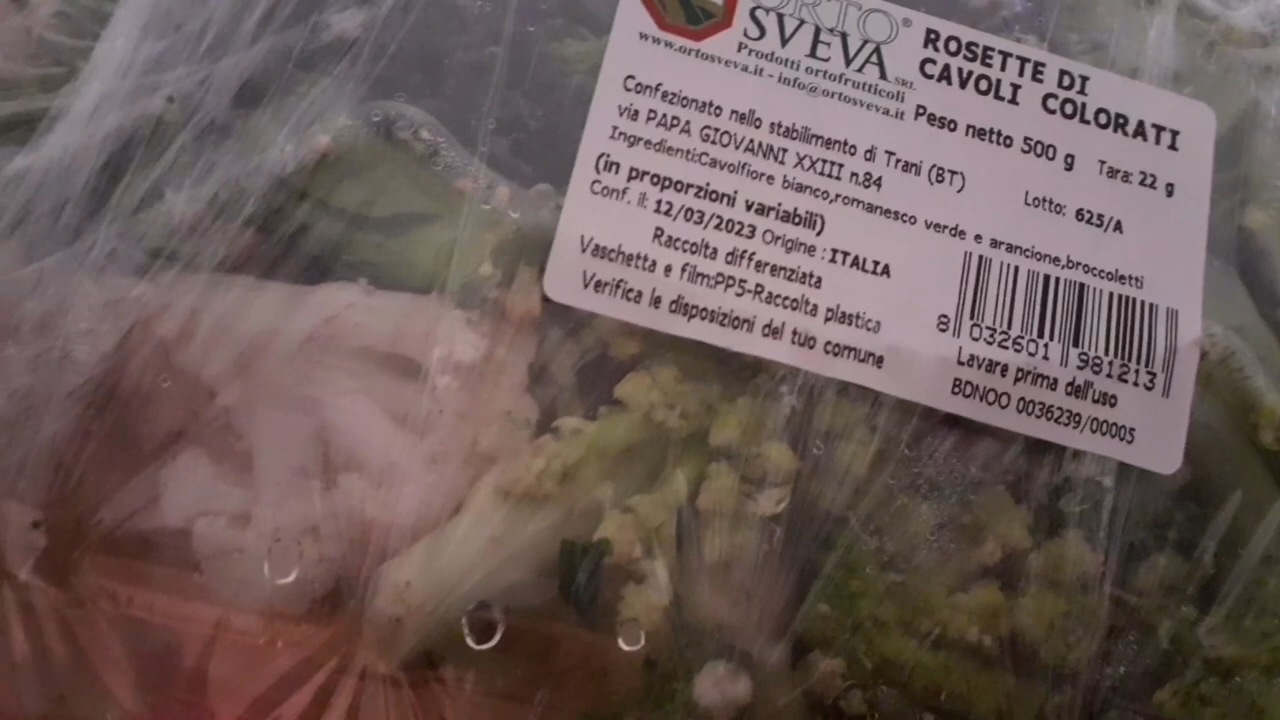 ORTO®
SVEVA SRL
Prodotti ortofrutticoli
www.ortosveva.it - info@ortosveva.it
ROSETTE DI
CAVOLI COLORATI
Peso netto 500 g Tara: 22 g
Confezionato nello stabilimento di Trani (BT)
via PAPA GIOVANNI XXIII n.84
Lotto: 625/A
Ingredienti:Cavolfiore bianco,romanesco verde e arancione,broccoletti
(in proporzioni variabili)
Conf. il: 12/03/2023 Origine : ITALIA
Raccolta differenziata
Vaschetta e film:PP5-Raccolta plastica
Verifica le disposizioni del tuo comune
8 032601 981213
Lavare prima dell'uso
BDNOO 0036239/00005